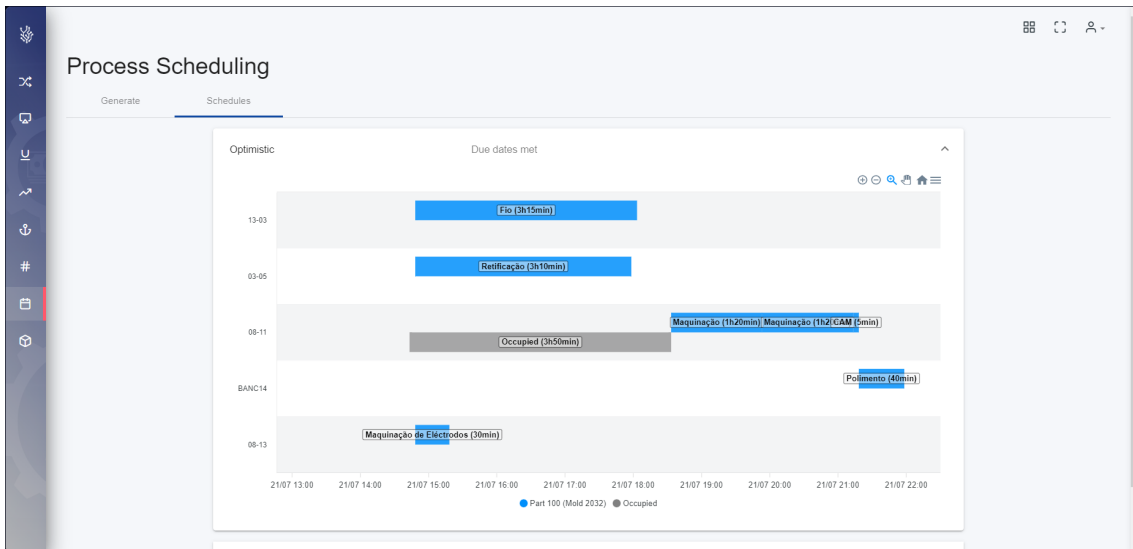 Process Scheduling
Generate Schedules
Optimistic Due dates met
13-03 Fio (3h15min)
03-05 Retificação (3h10min)
Maquinação (1h20min) Maquinação (1h2 CAM (5min)
08-11
Occupied (3h50min)
BANC14 Polimento (40min)
08-13 Maquinação de Eléctrodos (30min)
21/07 13:00 21/07 14:00 21/07 15:00 21/07 16:00 21/07 17:00 21/07 18:00 21/07 19:00 21/07 20:00 21/07 21:00 21/07 22:00
Part 100 (Mold 2032) Occupied